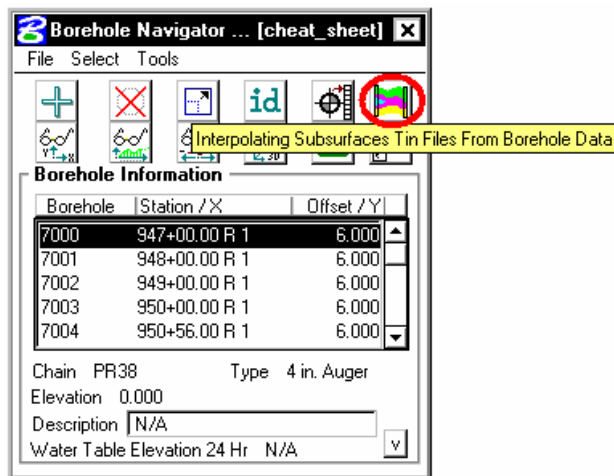 Borehole Navigator ... [cheat_sheet]
File Select Tools
id
Interpolating Subsurfaces Tin Files From Borehole Data
Borehole Information
Borehole Station / X Offset / Y
7000 947+00.00 R 1 6.000
7001 948+00.00 R 1 6.000
7002 949+00.00 R 1 6.000
7003 950+00.00 R 1 6.000
7004 950+56.00 R 1 6.000
Chain PR38 Type 4 in. Auger
Elevation 0.000
Description N/A
Water Table Elevation 24 Hr N/A